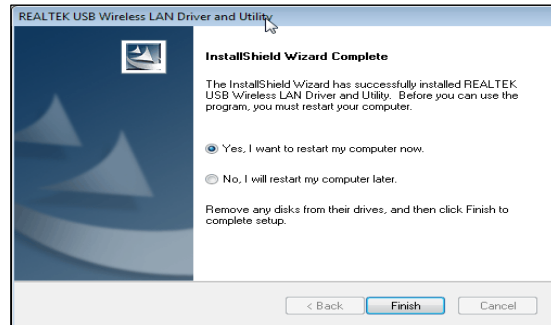 REALTEK USB Wireless LAN Driver and Utility
InstallShield Wizard Complete
The InstallShield Wizard has successfully installed REALTEK
USB Wireless LAN Driver and Utility. Before you can use the
program, you must restart your computer.
Yes, I want to restart my computer now.
No, I will restart my computer later.
Remove any disks from their drives, and then click Finish to
complete setup.
< Back Finish Cancel